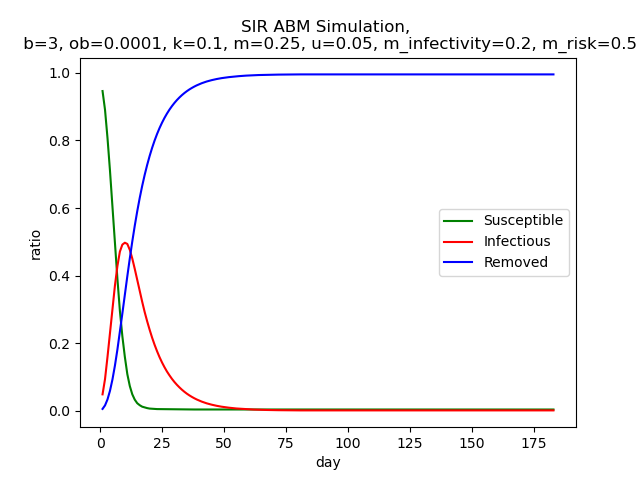 SIR ABM Simulation,
b=3, ob=0.0001, k=0.1, m=0.25, u=0.05, m_infectivity=0.2, m_risk=0.5
1.0
0.8
0.6
0.4
0.2
0.0
ratio
Susceptible
Infectious
Removed
0 25 50 75 100 125 150 175
day